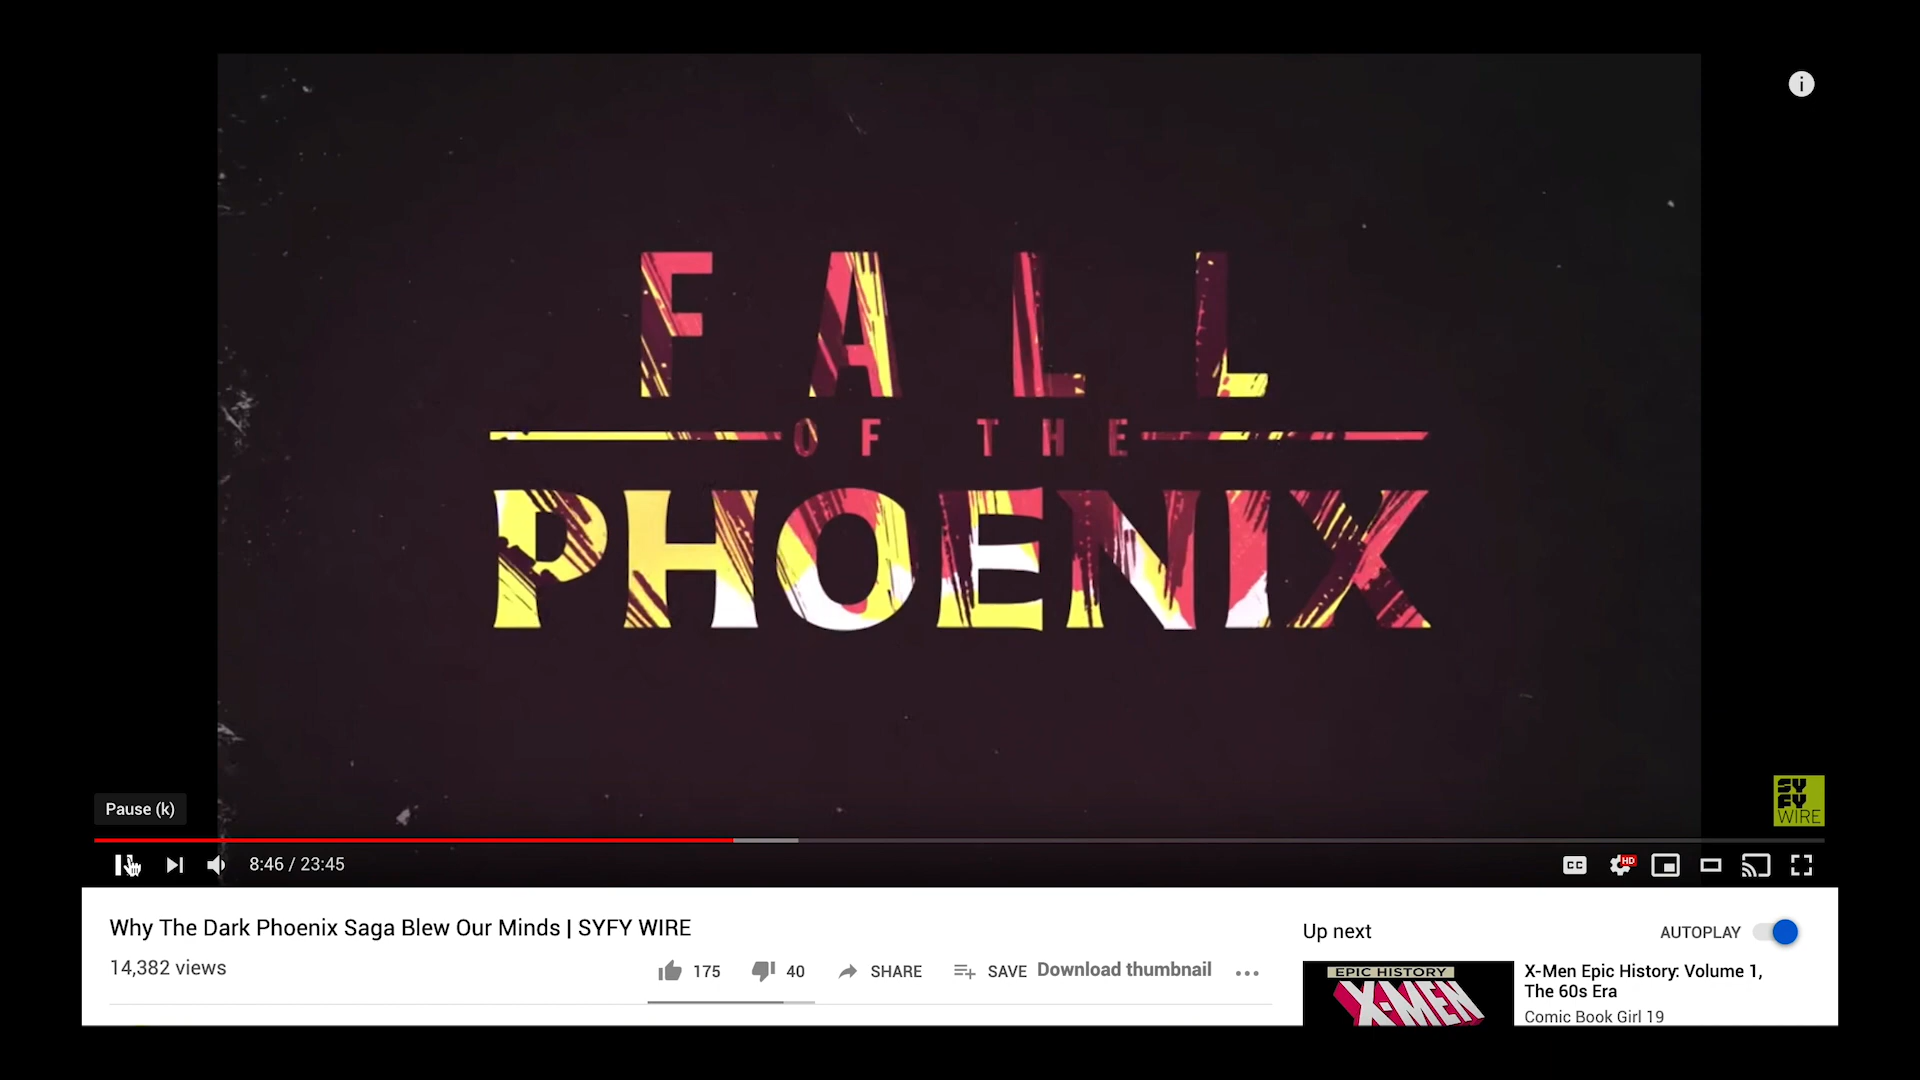 FALL
OF THE
PHOENIX
SYFY
WIRE
Pause (k)
8:46 / 23:45
CC
HD
Why The Dark Phoenix Saga Blew Our Minds | SYFY WIRE
14,382 views
175
40
SHARE
SAVE
Download thumbnail
Up next
AUTOPLAY
EPIC HISTORY
X-MEN
X-Men Epic History: Volume 1,
The 60s Era
Comic Book Girl 19